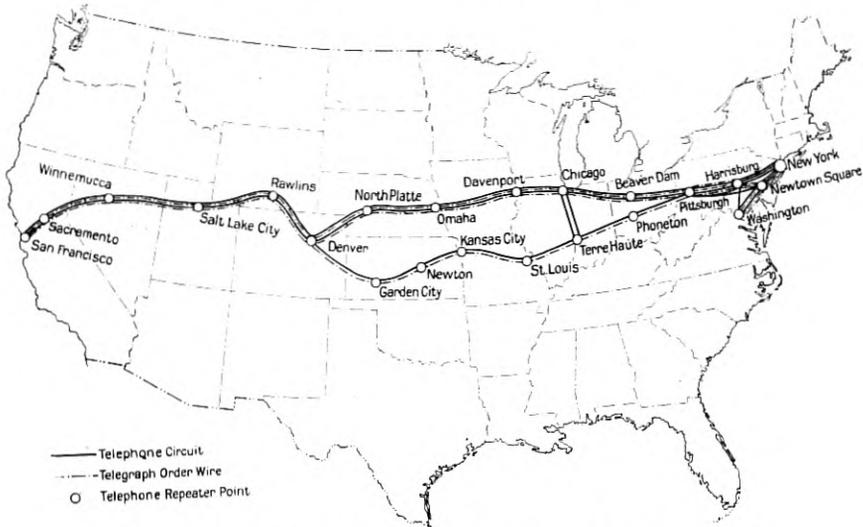 Winnemucca
Rawlins
North Platte
Davenport
Chicago
Beaver Dam
Harrisburg
New York
Newtown Square
Pittsburgh
Washington
Sacramento
San Francisco
Salt Lake City
Denver
Omaha
Kansas City
Terre Haute
Phoneton
Newton
St. Louis
Garden City
Telephone Circuit
Telegraph Order Wire
Telephone Repeater Point